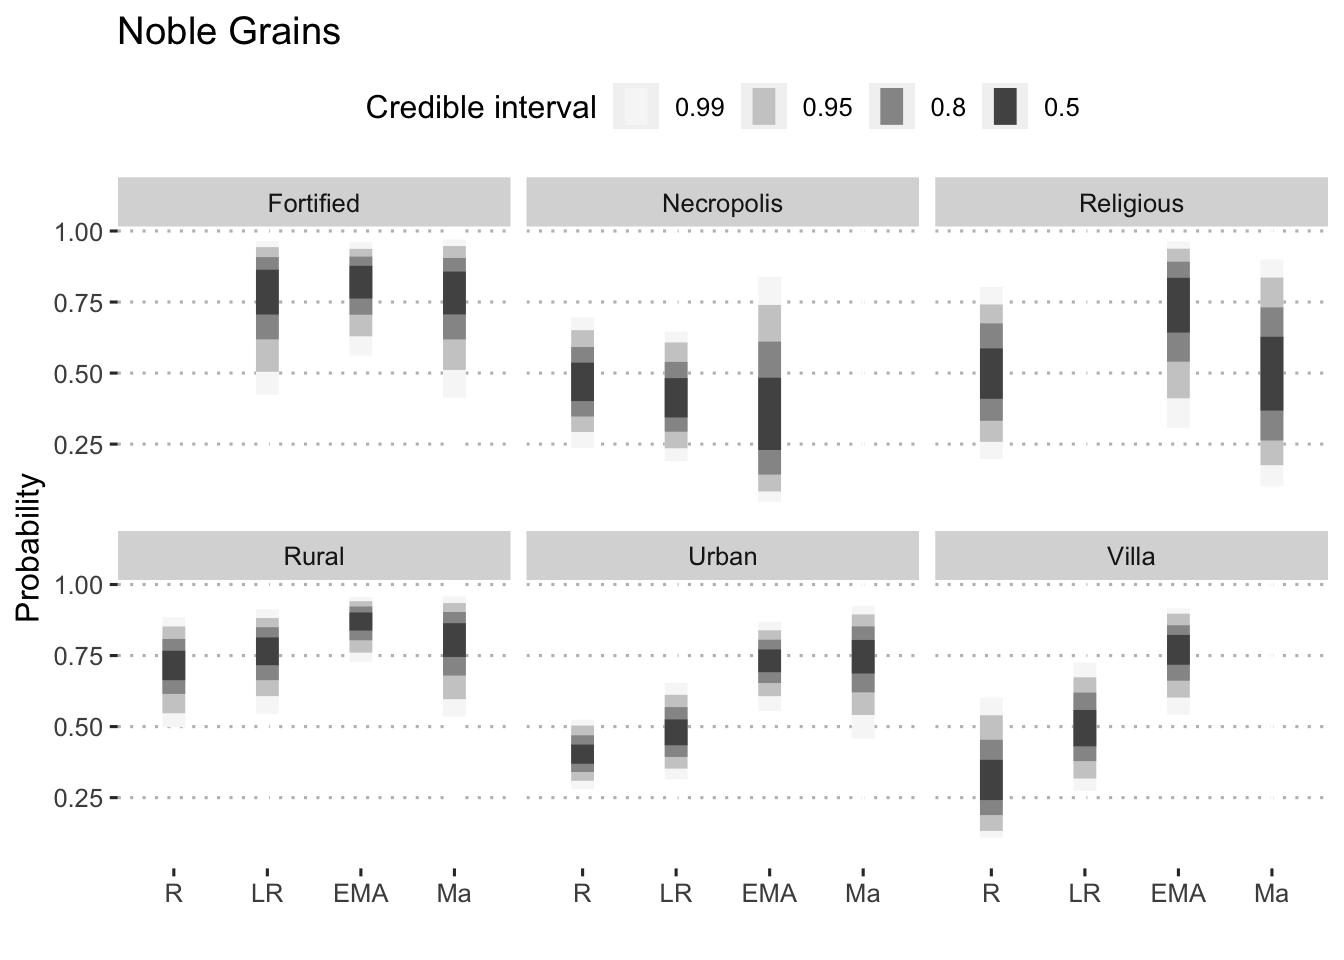 Noble Grains
Credible interval 0.99 0.95 0.8 0.5
Fortified Necropolis Religious
1.00
0.75
0.50
0.25
Probability
Rural Urban Villa
1.00
0.75
0.50
0.25
R LR EMA Ma R LR EMA Ma R LR EMA Ma